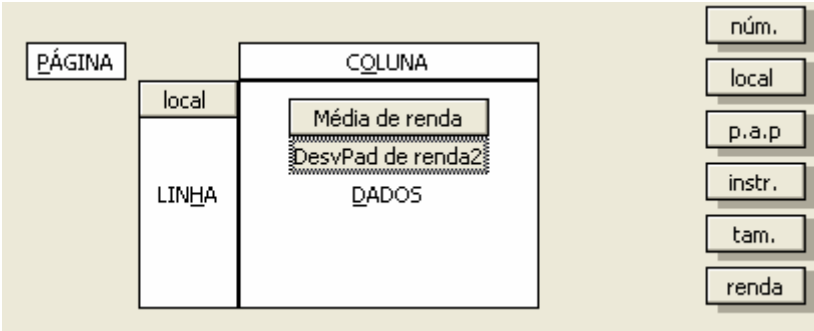 PÁGINA
COLUNA
local
Média de renda
DesvPad de renda2
LINHA
DADOS
núm.
local
p.a.p
instr.
tam.
renda